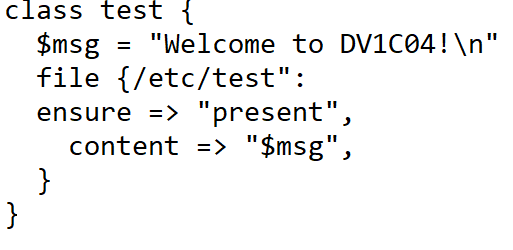 class test {
  $msg = "Welcome to DV1C04!\n"
  file {/etc/test":
  ensure => "present",
    content => "$msg",
  }
}